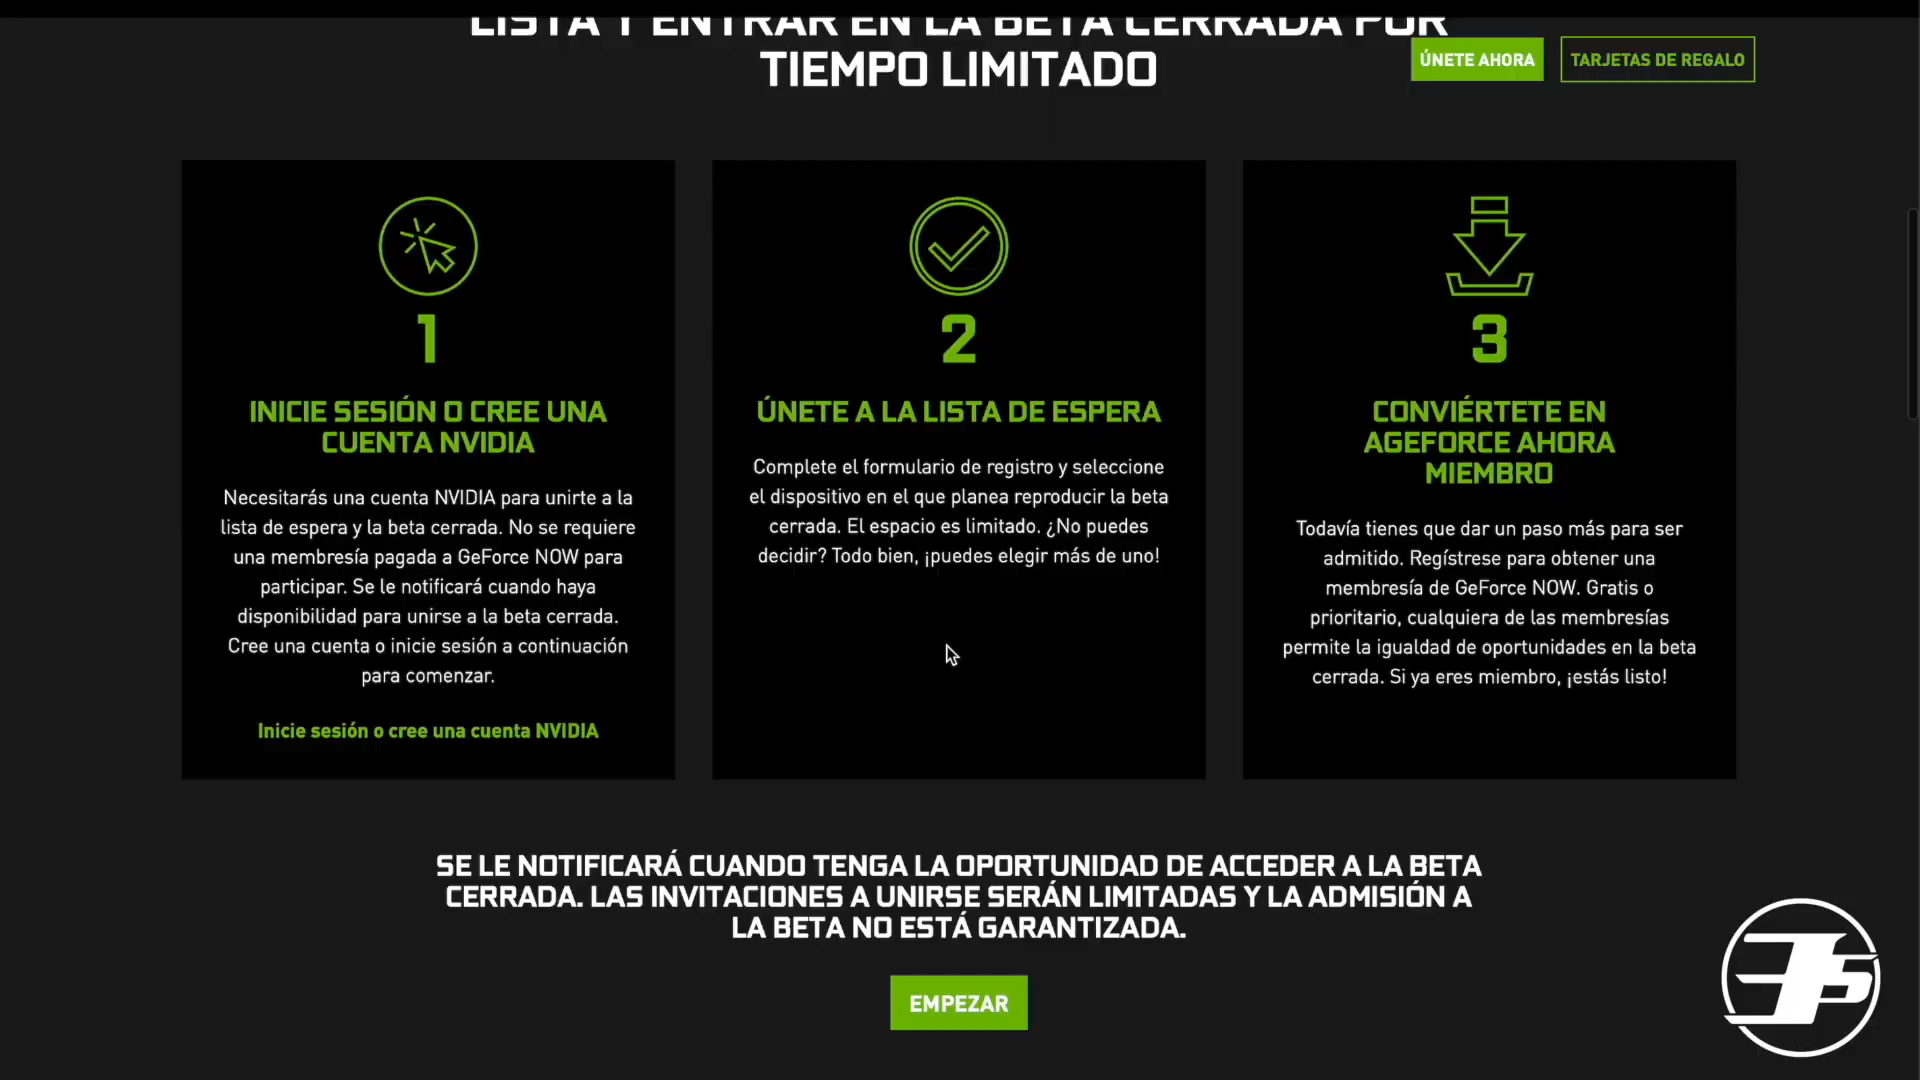 LISTA Y ENTRAR EN LA BETA CERRADA POR
TIEMPO LIMITADO
ÚNETE AHORA
TARJETAS DE REGALO
1
INICIE SESIÓN O CREE UNA
CUENTA NVIDIA
Necesitarás una cuenta NVIDIA para unirte a la
lista de espera y la beta cerrada. No se requiere
una membresía pagada a GeForce NOW para
participar. Se le notificará cuando haya
disponibilidad para unirse a la beta cerrada.
Cree una cuenta o inicie sesión a continuación
para comenzar.
Inicie sesión o cree una cuenta NVIDIA
2
ÚNETE A LA LISTA DE ESPERA
Complete el formulario de registro y seleccione
el dispositivo en el que planea reproducir la beta
cerrada. El espacio es limitado. ¿No puedes
decidir? Todo bien, ¡puedes elegir más de uno!
3
CONVIÉRTETE EN
AGEFORCE AHORA
MIEMBRO
Todavía tienes que dar un paso más para ser
admitido. Regístrese para obtener una
membresía de GeForce NOW. Gratis o
prioritario, cualquiera de las membresías
permite la igualdad de oportunidades en la beta
cerrada. Si ya eres miembro, ¡estás listo!
SE LE NOTIFICARÁ CUANDO TENGA LA OPORTUNIDAD DE ACCEDER A LA BETA
CERRADA. LAS INVITACIONES A UNIRSE SERÁN LIMITADAS Y LA ADMISIÓN A
LA BETA NO ESTÁ GARANTIZADA.
EMPEZAR